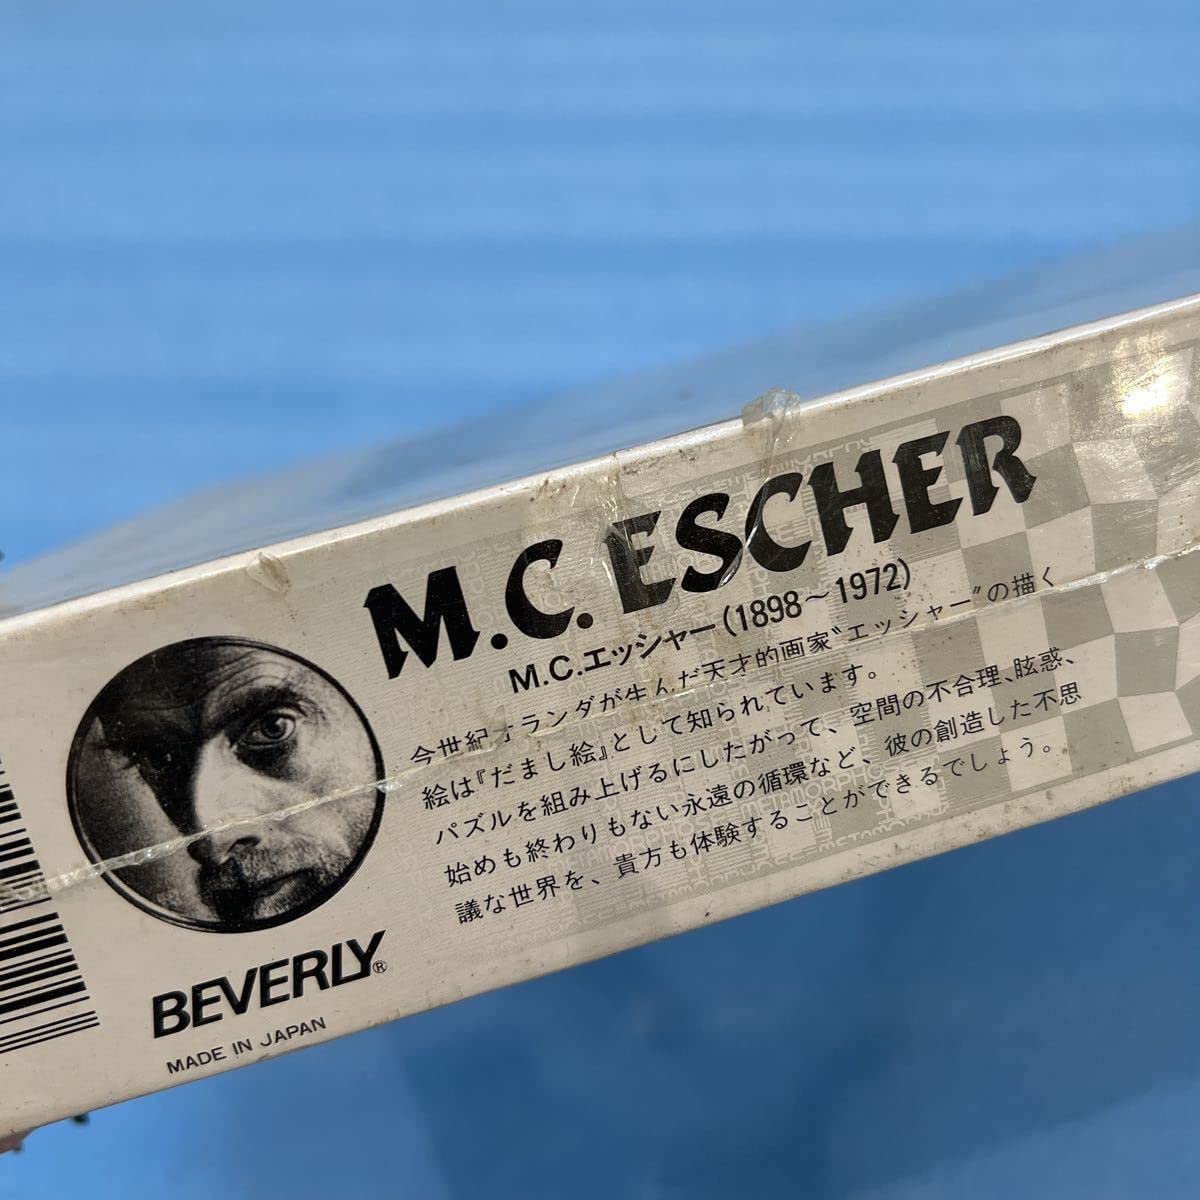 M.C. ESCHER
M.C.エッシャー(1898～1972)
今世紀オランダが生んだ天才的画家“エッシャー”の描く
絵は『だまし絵』として知られています。
パズルを組み上げるにしたがって、空間の不合理、眩惑、
始めも終わりもない永遠の循環など、彼の創造した不思
議な世界を、貴方も体験することができるでしょう。
BEVERLY®
MADE IN JAPAN